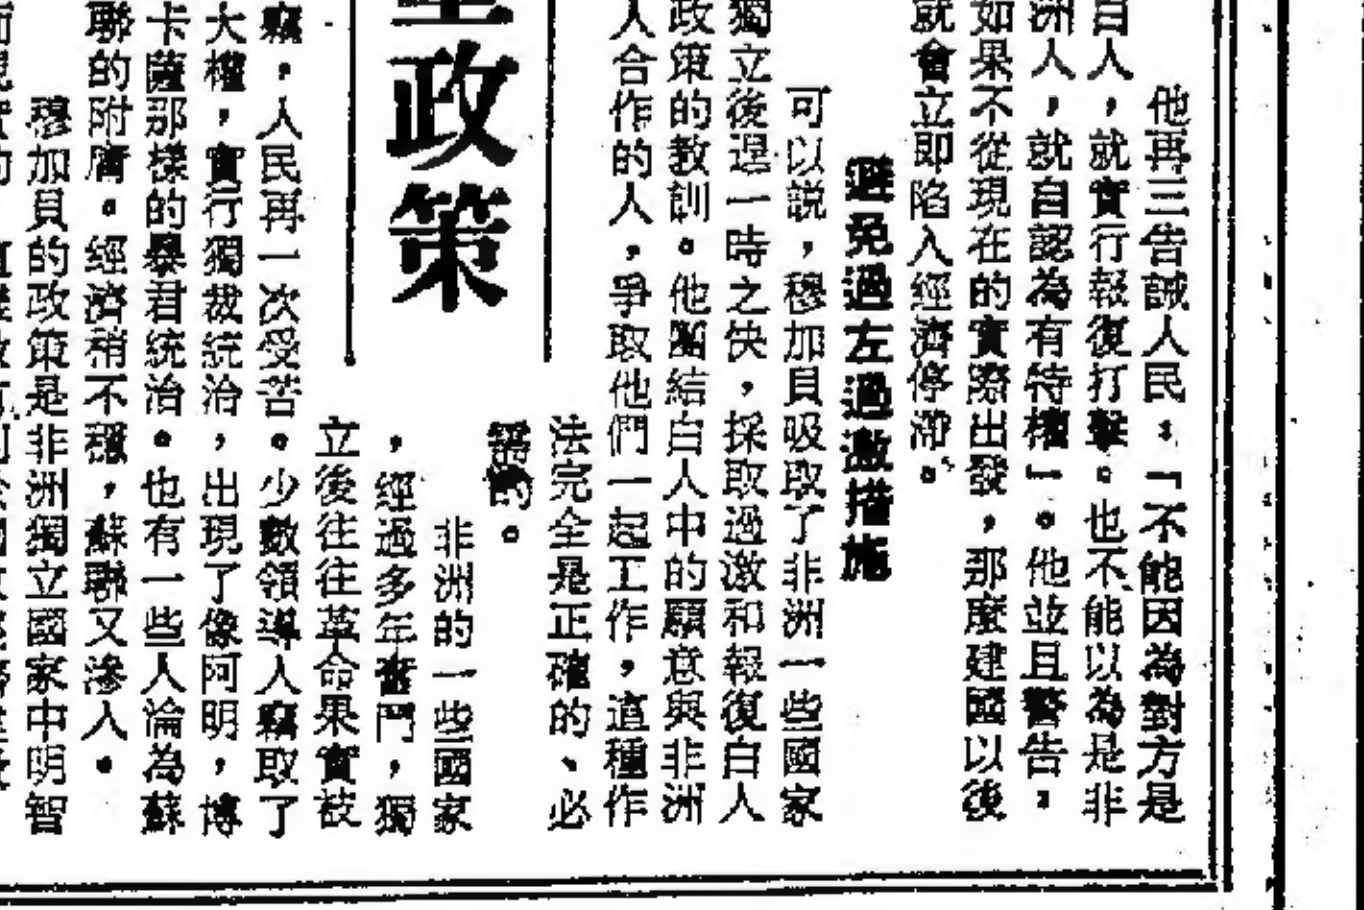 他再三告誡人民：「不能因為對方是
白人，就實行報復打擊。也不能以為是非
洲人，就自認為有特權」。他並且警告，
如果不從現在的實際出發，那麼建國以後
就會立即陷入經濟停滯。
避免過左過激措施
可以説，穆加貝吸取了非洲一些國家
獨立後逞一時之快，採取過激和報復白人
政策的教訓。他團結白人中的願意與非洲
人合作的人，爭取他們一起工作，這種作
法完全是正確的、必
需的。
政策
非洲的一些國家
，經過多年奮鬥，獨
立後往往革命果實被
竊，人民再一次受苦。少數領導人竊取了
大權，實行獨裁統治，出現了像阿明，博
卡薩那樣的暴君統治。也有一些人淪為蘇
聯的附庸。經濟稍不穩，蘇聯又滲入。
穆加貝的政策是非洲獨立國家中明智